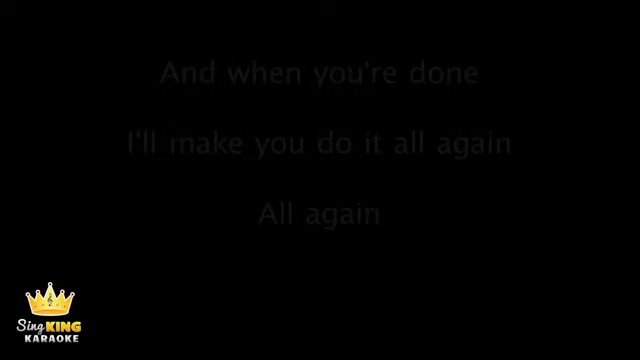 And when you're done
I'll make you do it all again
All again
Sing KING
KARAOKE